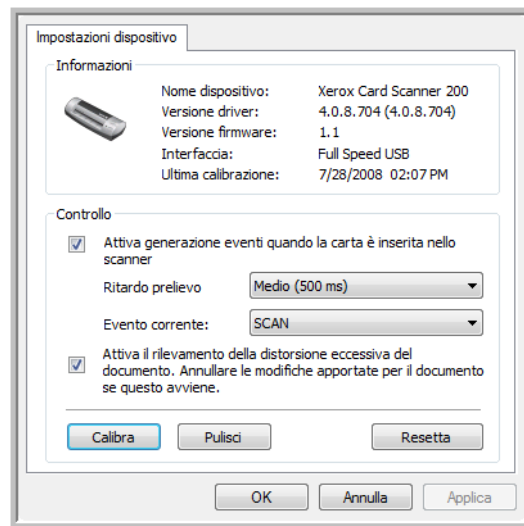 Impostazioni dispositivo
Informazioni
Nome dispositivo: Xerox Card Scanner 200
Versione driver: 4.0.8.704 (4.0.8.704)
Versione firmware: 1.1
Interfaccia: Full Speed USB
Ultima calibrazione: 7/28/2008 02:07 PM
Controllo
Attiva generazione eventi quando la carta è inserita nello
scanner
Ritardo prelievo Medio (500 ms)
Evento corrente: SCAN
Attiva il rilevamento della distorsione eccessiva del
documento. Annullare le modifiche apportate per il documento
se questo avviene.
Calibra Pulisci Resetta
OK Annulla Applica